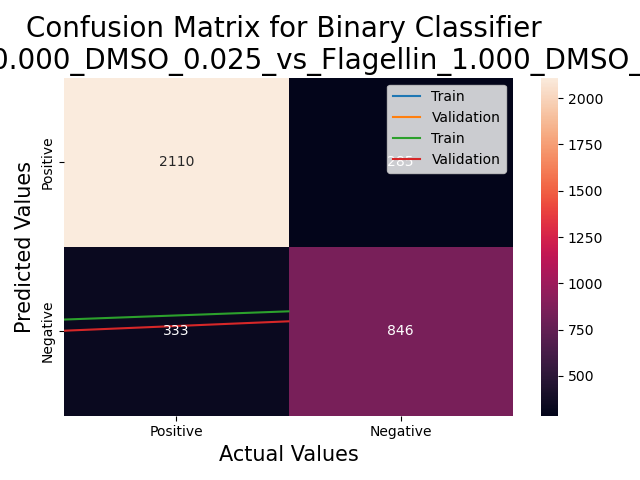 Confusion Matrix for Binary Classifier
0.000_DMSO_0.025_vs_Flagellin_1.000_DMSO_
Train
Validation
Train
Validation
2110
333
846
Positive
Negative
Predicted Values
Positive
Negative
Actual Values
2000
1750
1500
1250
1000
750
500